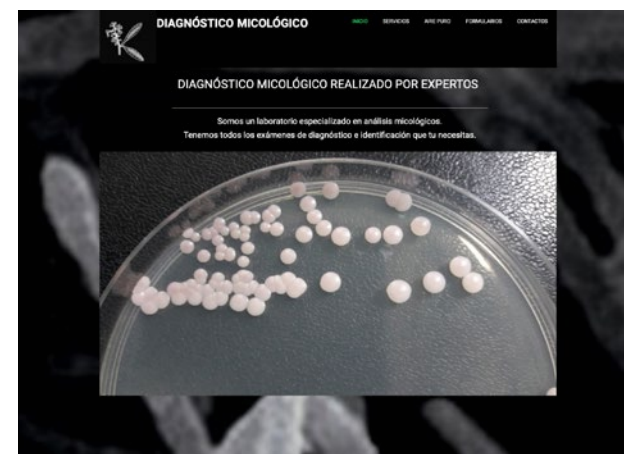 DIAGNÓSTICO MICOLÓGICO
INICIO SERVICIOS AIRE PURO FORMULARIOS CONTACTOS
DIAGNÓSTICO MICOLÓGICO REALIZADO POR EXPERTOS
Somos un laboratorio especializado en análisis micológicos.
Tenemos todos los exámenes de diagnóstico e identificación que tu necesitas.